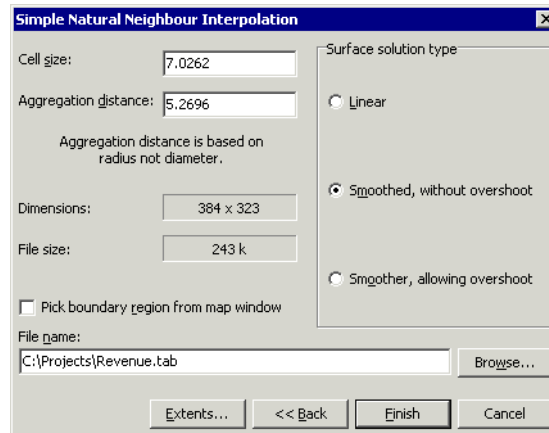 Simple Natural Neighbour Interpolation
Cell size:
7.0262
Aggregation distance:
5.2696
Aggregation distance is based on
radius not diameter.
Dimensions:
384 x 323
File size:
243 k
Pick boundary region from map window
Surface solution type
Linear
Smoothed, without overshoot
Smoother, allowing overshoot
File name:
C:\Projects\Revenue.tab
Browse...
Extents...
<< Back
Finish
Cancel